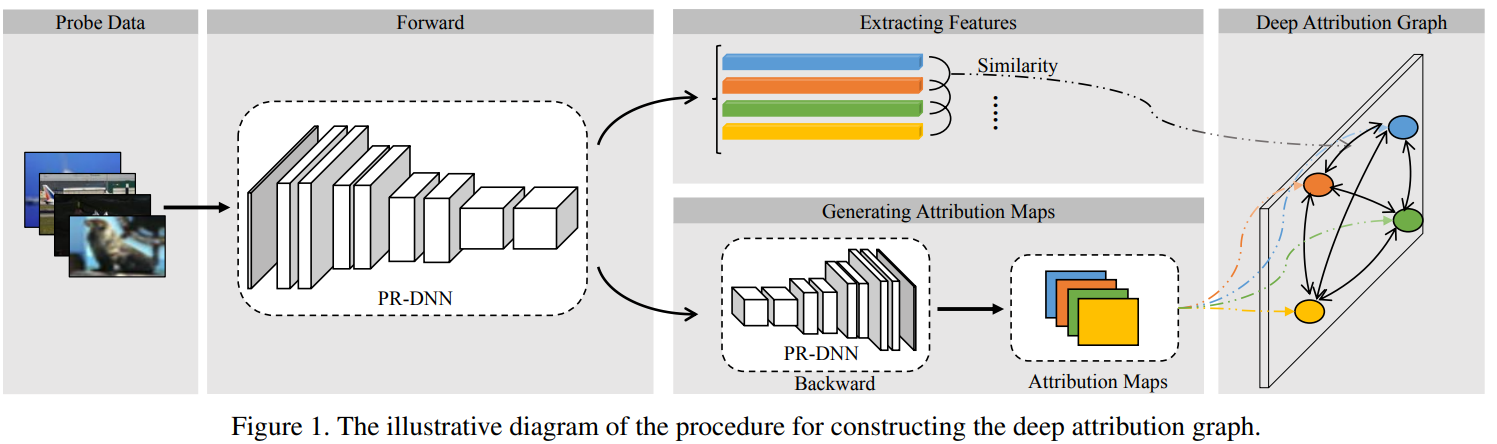 Probe Data
Forward
Extracting Features
Deep Attribution Graph
Similarity
PR-DNN
Generating Attribution Maps
PR-DNN
Backward
Attribution Maps
Figure 1. The illustrative diagram of the procedure for constructing the deep attribution graph.